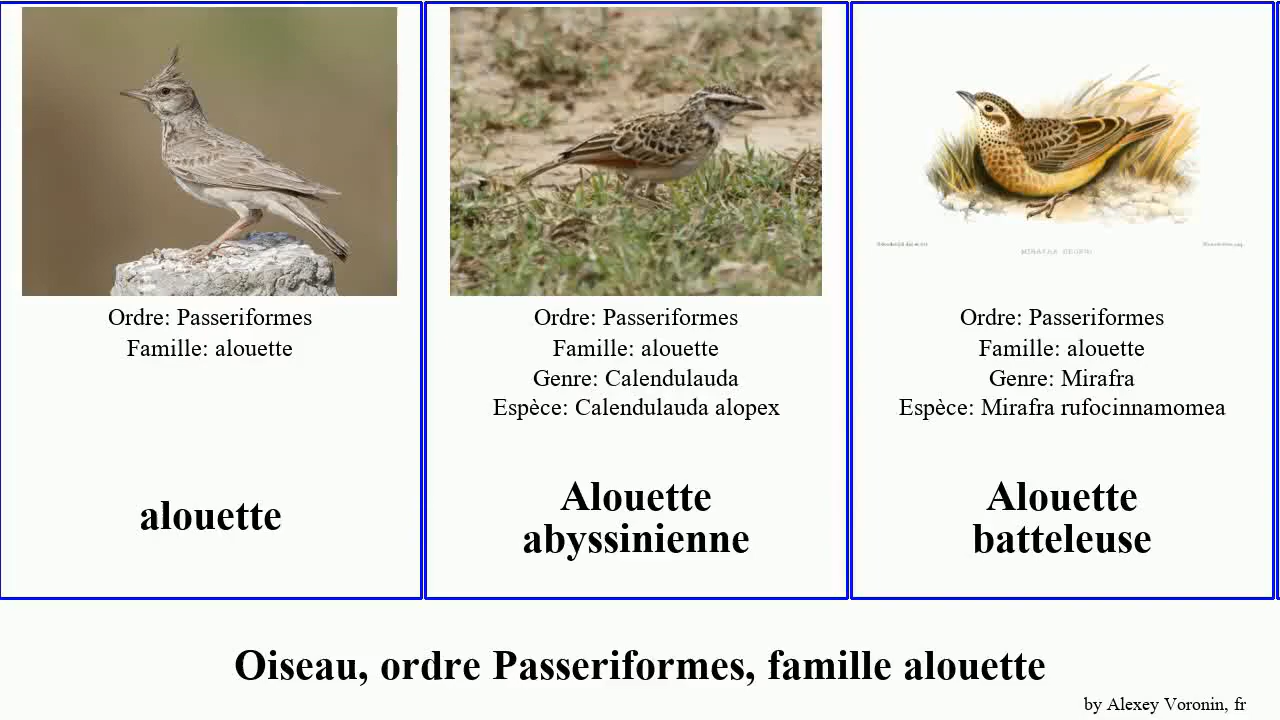 Ordre: Passeriformes
Famille: alouette
alouette
Ordre: Passeriformes
Famille: alouette
Genre: Calendulauda
Espèce: Calendulauda alopex
Alouette
abyssinienne
Ordre: Passeriformes
Famille: alouette
Genre: Mirafra
Espèce: Mirafra rufocinnamomea
Alouette
batteleuse
Oiseau, ordre Passeriformes, famille alouette
by Alexey Voronin, fr